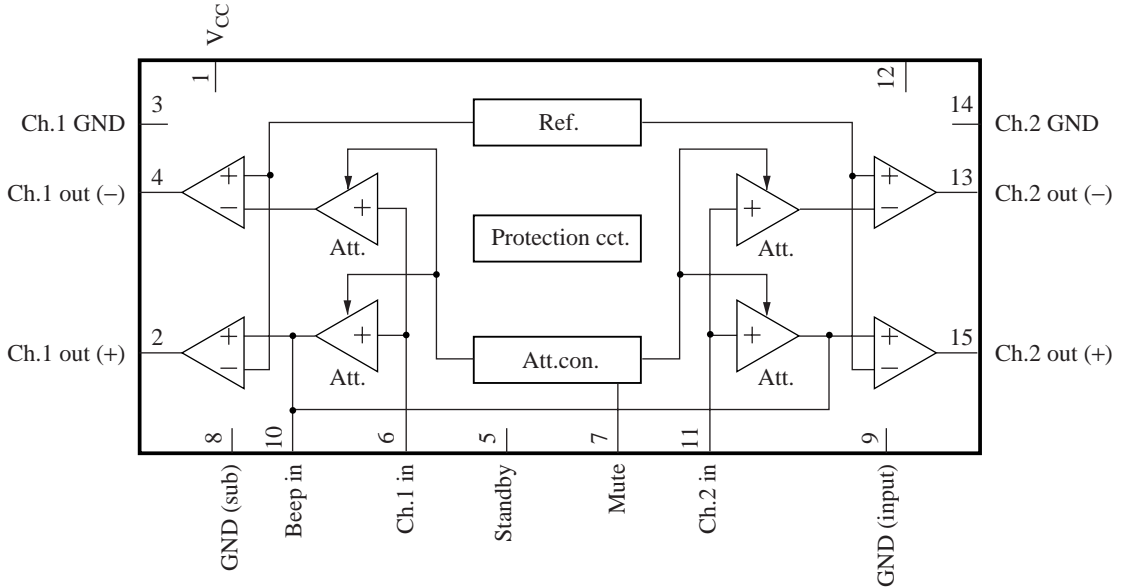 VCC
1
12
3
14
Ch.1 GND
Ref.
Ch.2 GND
4
13
+
+
Ch.1 out (−)
−
+
+
−
Ch.2 out (−)
Protection cct.
Att.
Att.
2
15
+
+
+
+
Ch.1 out (+)
−
Att.con.
−
Ch.2 out (+)
Att.
Att.
8
10
6
5
7
11
9
GND (sub)
Beep in
Ch.1 in
Standby
Mute
Ch.2 in
GND (input)